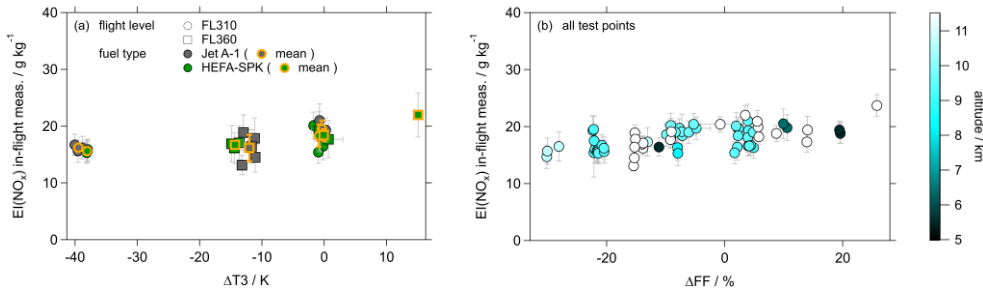 (a) flight level
FL310
FL360
fuel type
Jet A-1 ( mean )
HEFA-SPK ( mean )
EI(NOx) in-flight meas. / g kg-1
40
30
20
10
0
-40 -30 -20 -10 0 10
ΔT3 / K
(b) all test points
EI(NOx) in-flight meas. / g kg-1
40
30
20
10
0
-20 0 20
ΔFF / %
11
10
9
8
7
6
5
altitude / km